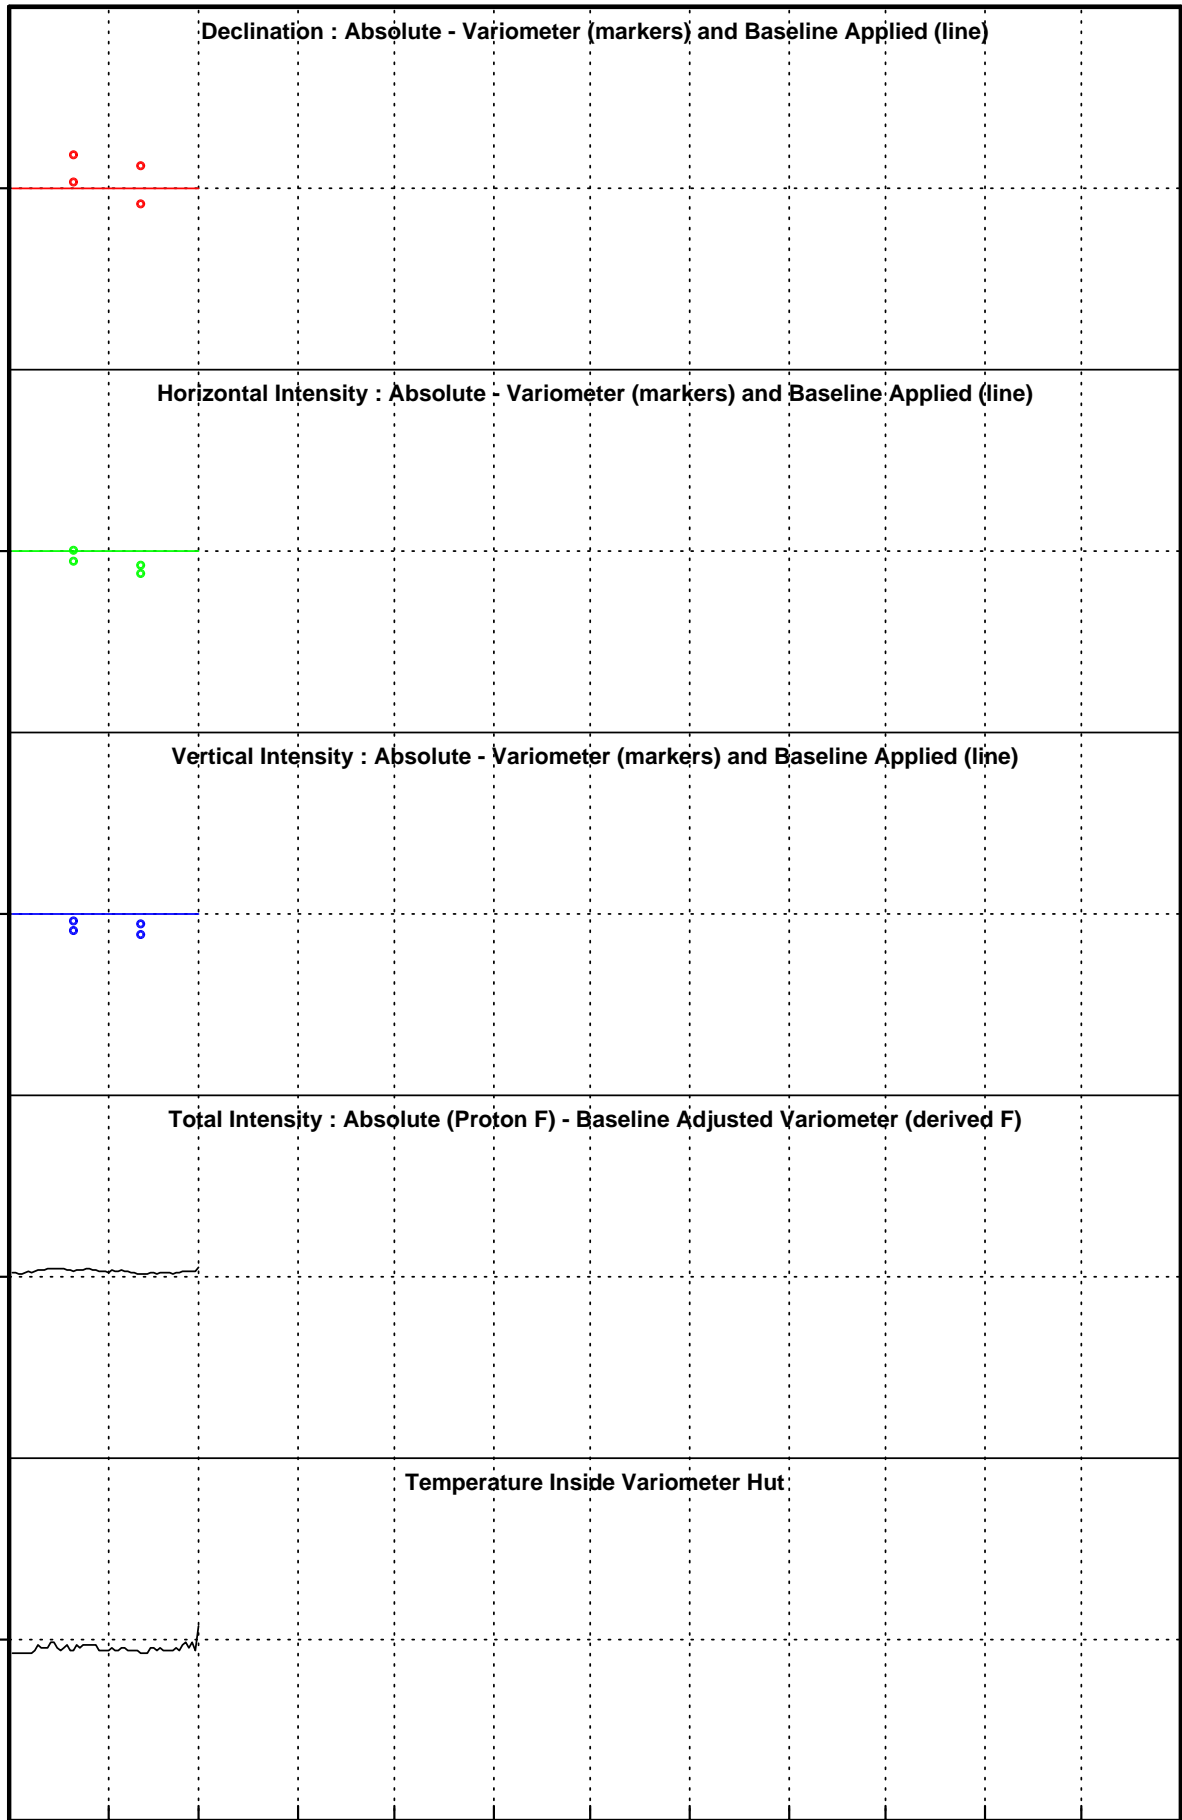 Declination : Absolute - Variometer (markers) and Baseline Applied (line)
Horizontal Intensity : Absolute - Variometer (markers) and Baseline Applied (line)
Vertical Intensity : Absolute - Variometer (markers) and Baseline Applied (line)
Total Intensity : Absolute (Proton F) - Baseline Adjusted Variometer (derived F)
Temperature Inside Variometer Hut